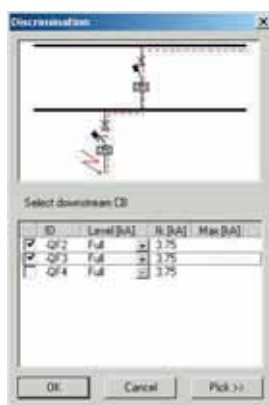 Discrimination
Select downstream CB
ID Level [kA] Ik [kA] Max [kA]
-QF2 Full 3.75
-QF3 Full 3.75
-QF4 Full 3.75
OK Cancel Pick >>